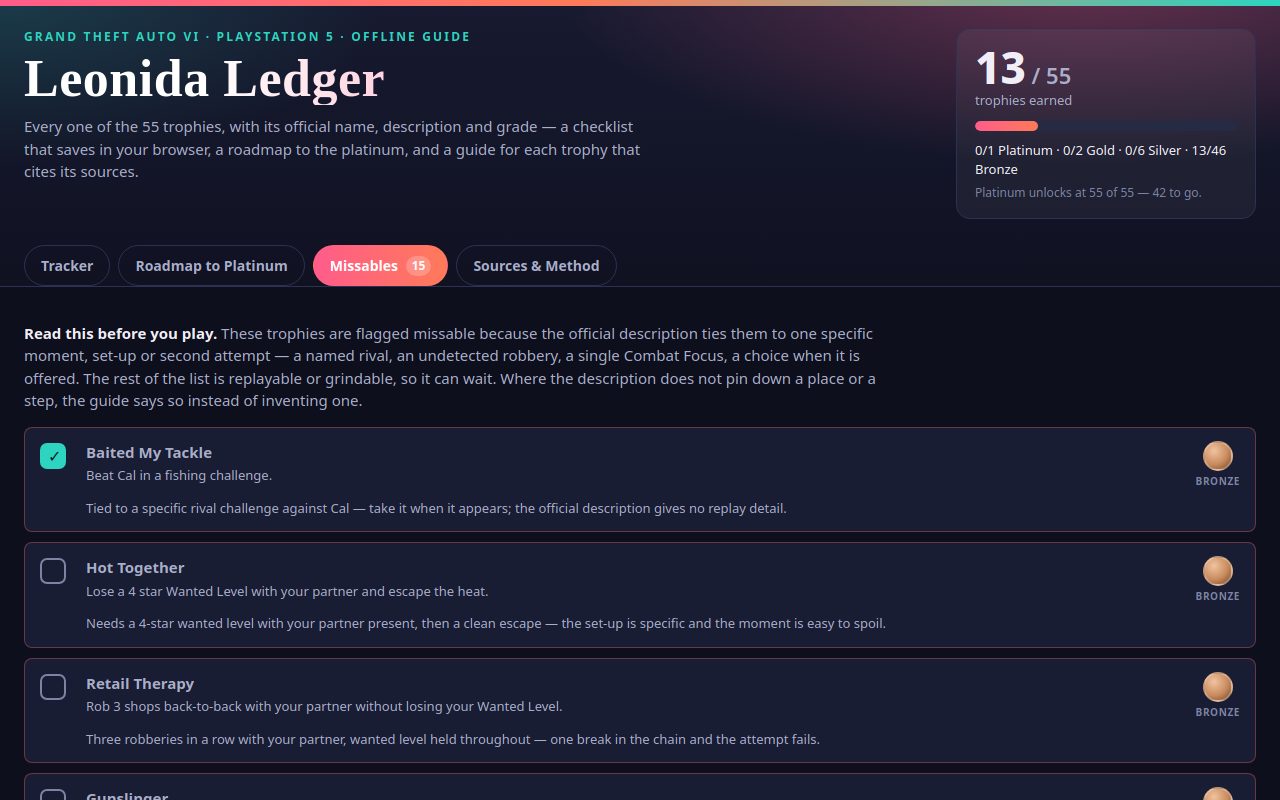 GRAND THEFT AUTO VI · PLAYSTATION 5 · OFFLINE GUIDE
Leonida Ledger
Every one of the 55 trophies, with its official name, description and grade — a checklist
that saves in your browser, a roadmap to the platinum, and a guide for each trophy that
cites its sources.
13 / 55
trophies earned
0/1 Platinum · 0/2 Gold · 0/6 Silver · 13/46
Bronze
Platinum unlocks at 55 of 55 — 42 to go.
Tracker
Roadmap to Platinum
Missables 15
Sources & Method
Read this before you play. These trophies are flagged missable because the official description ties them to one specific
moment, set-up or second attempt — a named rival, an undetected robbery, a single Combat Focus, a choice when it is
offered. The rest of the list is replayable or grindable, so it can wait. Where the description does not pin down a place or a
step, the guide says so instead of inventing one.
Baited My Tackle
Beat Cal in a fishing challenge.
Tied to a specific rival challenge against Cal — take it when it appears; the official description gives no replay detail.
BRONZE
Hot Together
Lose a 4 star Wanted Level with your partner and escape the heat.
Needs a 4-star wanted level with your partner present, then a clean escape — the set-up is specific and the moment is easy to spoil.
BRONZE
Retail Therapy
Rob 3 shops back-to-back with your partner without losing your Wanted Level.
Three robberies in a row with your partner, wanted level held throughout — one break in the chain and the attempt fails.
BRONZE
Gunslinger